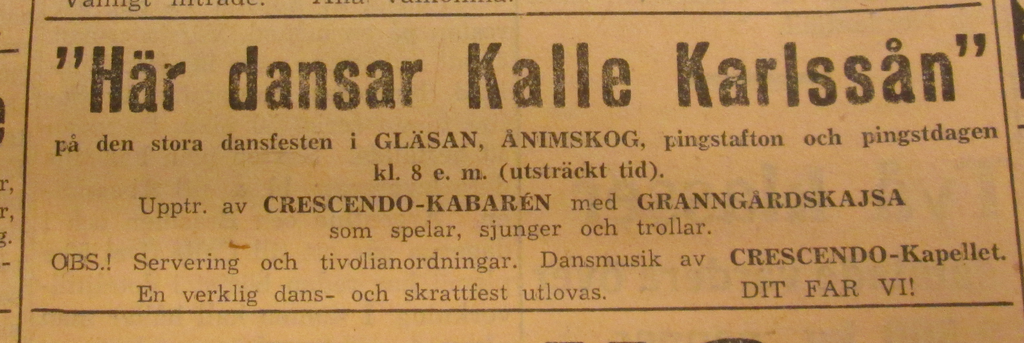 "Här dansar Kalle Karlssån"
på den stora dansfesten i GLÄSAN, ÅNIMSKOG, pingstafton och pingstdagen
kl. 8 e. m. (utsträckt tid).
Upptr. av CRESCENDO-KABARÉN med GRANNGÅRDSKAJSA
som spelar, sjunger och trollar.
OBS.! Servering och tivolianordningar. Dansmusik av CRESCENDO-Kapellet.
En verklig dans- och skrattfest utlovas. DIT FAR VI!